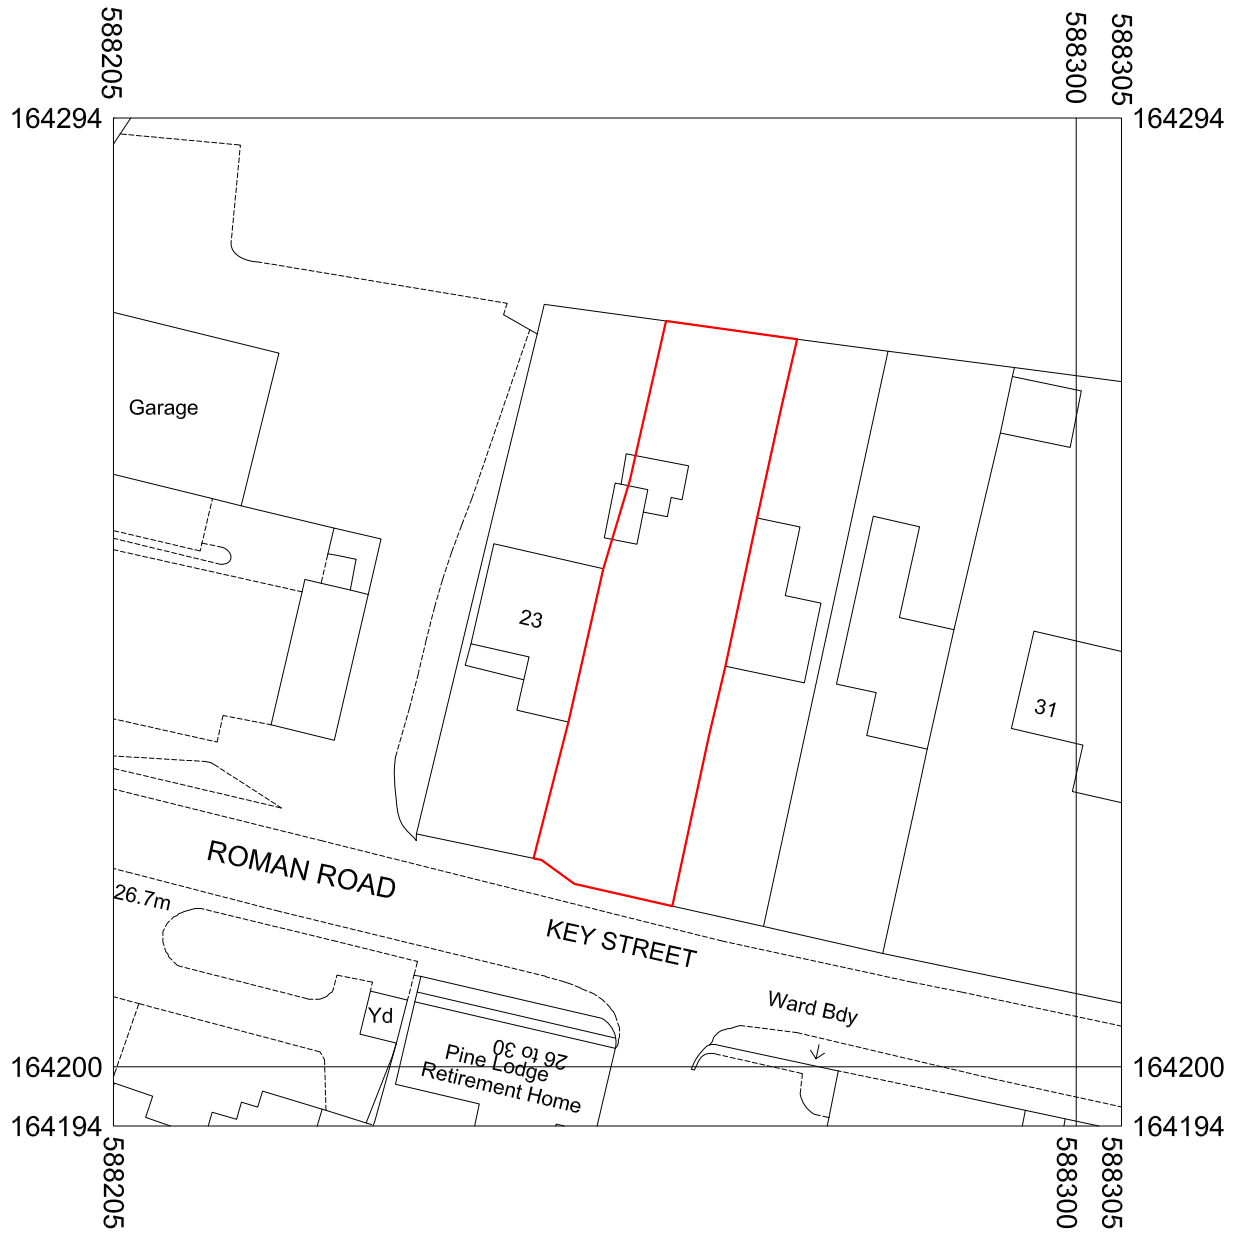 588205
588300
588305
164294
164294
Garage
23
31
ROMAN ROAD
26.7m
KEY STREET
Ward Bdy
Yd
26 to 30
Pine Lodge
Retirement Home
164200
164200
164194
164194
588205
588300
588305